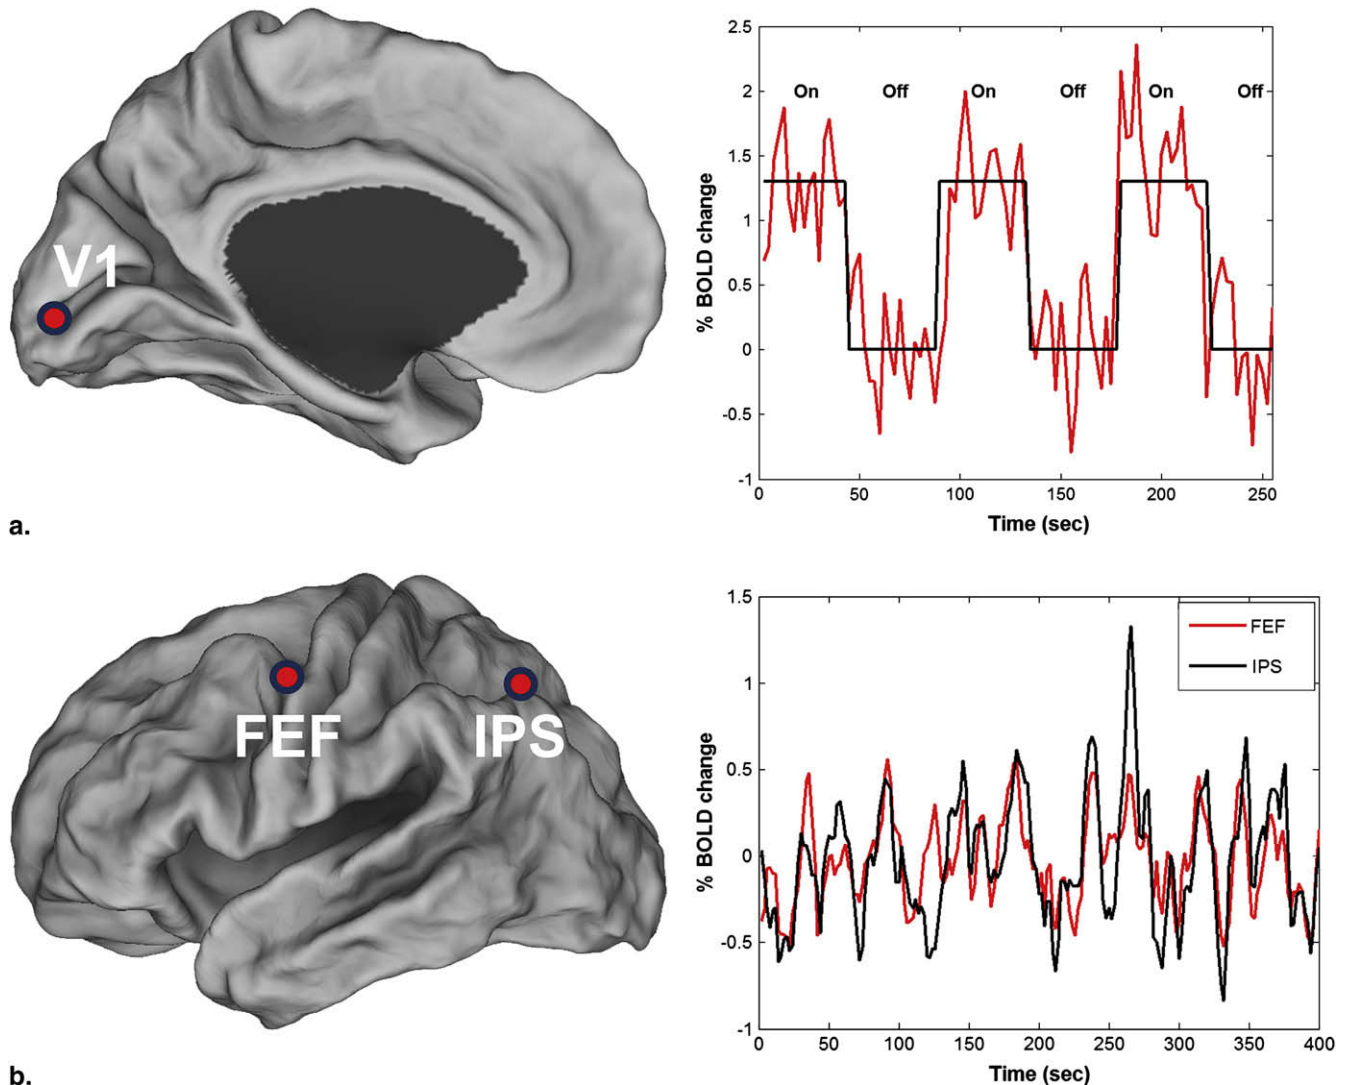 V1
% BOLD change
2.5
2
1.5
1
0.5
0
-0.5
-1
On Off On Off On Off
0 50 100 150 200 250
Time (sec)
a.
FEF IPS
% BOLD change
1.5
1
0.5
0
-0.5
-1
FEF
IPS
0 50 100 150 200 250 300 350 400
Time (sec)
b.